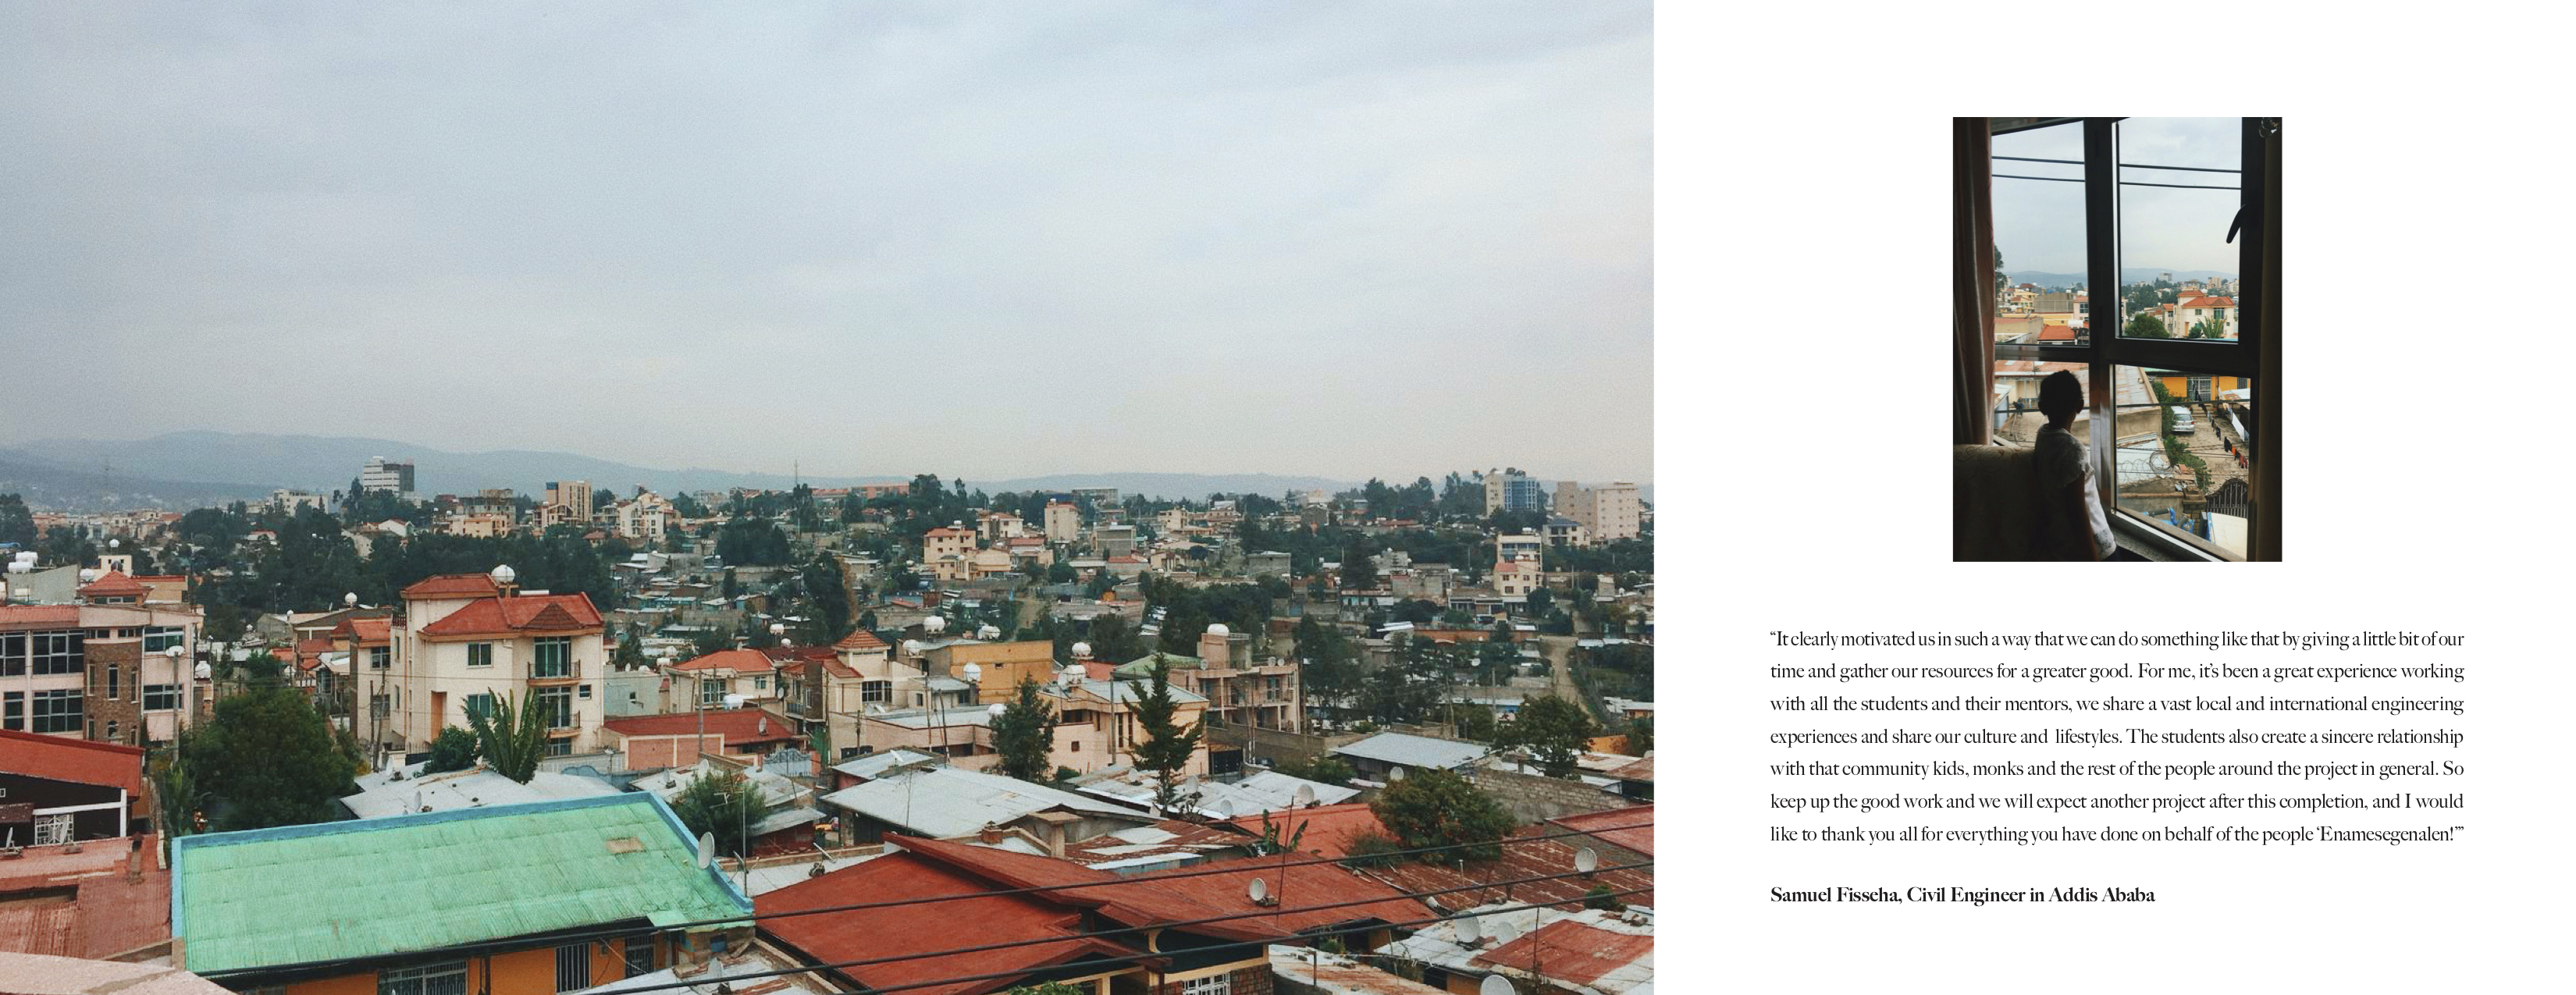 “It clearly motivated us in such a way that we can do something like that by giving a little bit of our
time and gather our resources for a greater good. For me, it’s been a great experience working
with all the students and their mentors, we share a vast local and international engineering
experiences and share our culture and  lifestyles. The students also create a sincere relationship
with that community kids, monks and the rest of the people around the project in general. So
keep up the good work and we will expect another project after this completion, and I would
like to thank you all for everything you have done on behalf of the people ‘Enamesegenalen!’”
Samuel Fisseha, Civil Engineer in Addis Ababa